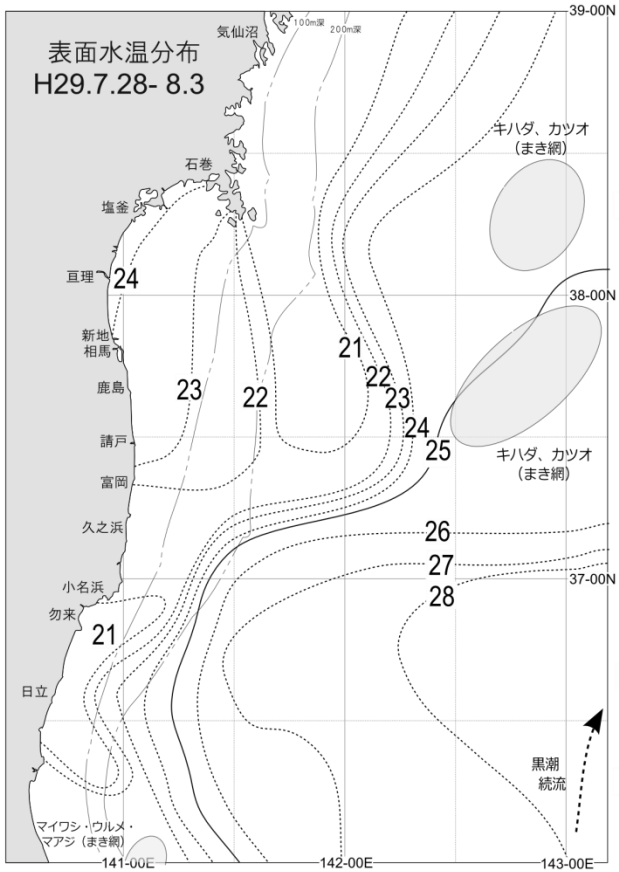 39-00N
気仙沼
100m深
200m深
表面水温分布
H29.7.28- 8.3
キハダ、カツオ
（まき網）
石巻
塩釜
亘理
24
38-00N
新地
相馬
21
22
23
鹿島
23
22
24
25
請戸
キハダ、カツオ
（まき網）
富岡
久之浜
26
27
37-00N
28
小名浜
勿来
21
日立
黒潮
続流
マイワシ・ウルメ・
マアジ（まき網）
141-00E
142-00E
143-00E